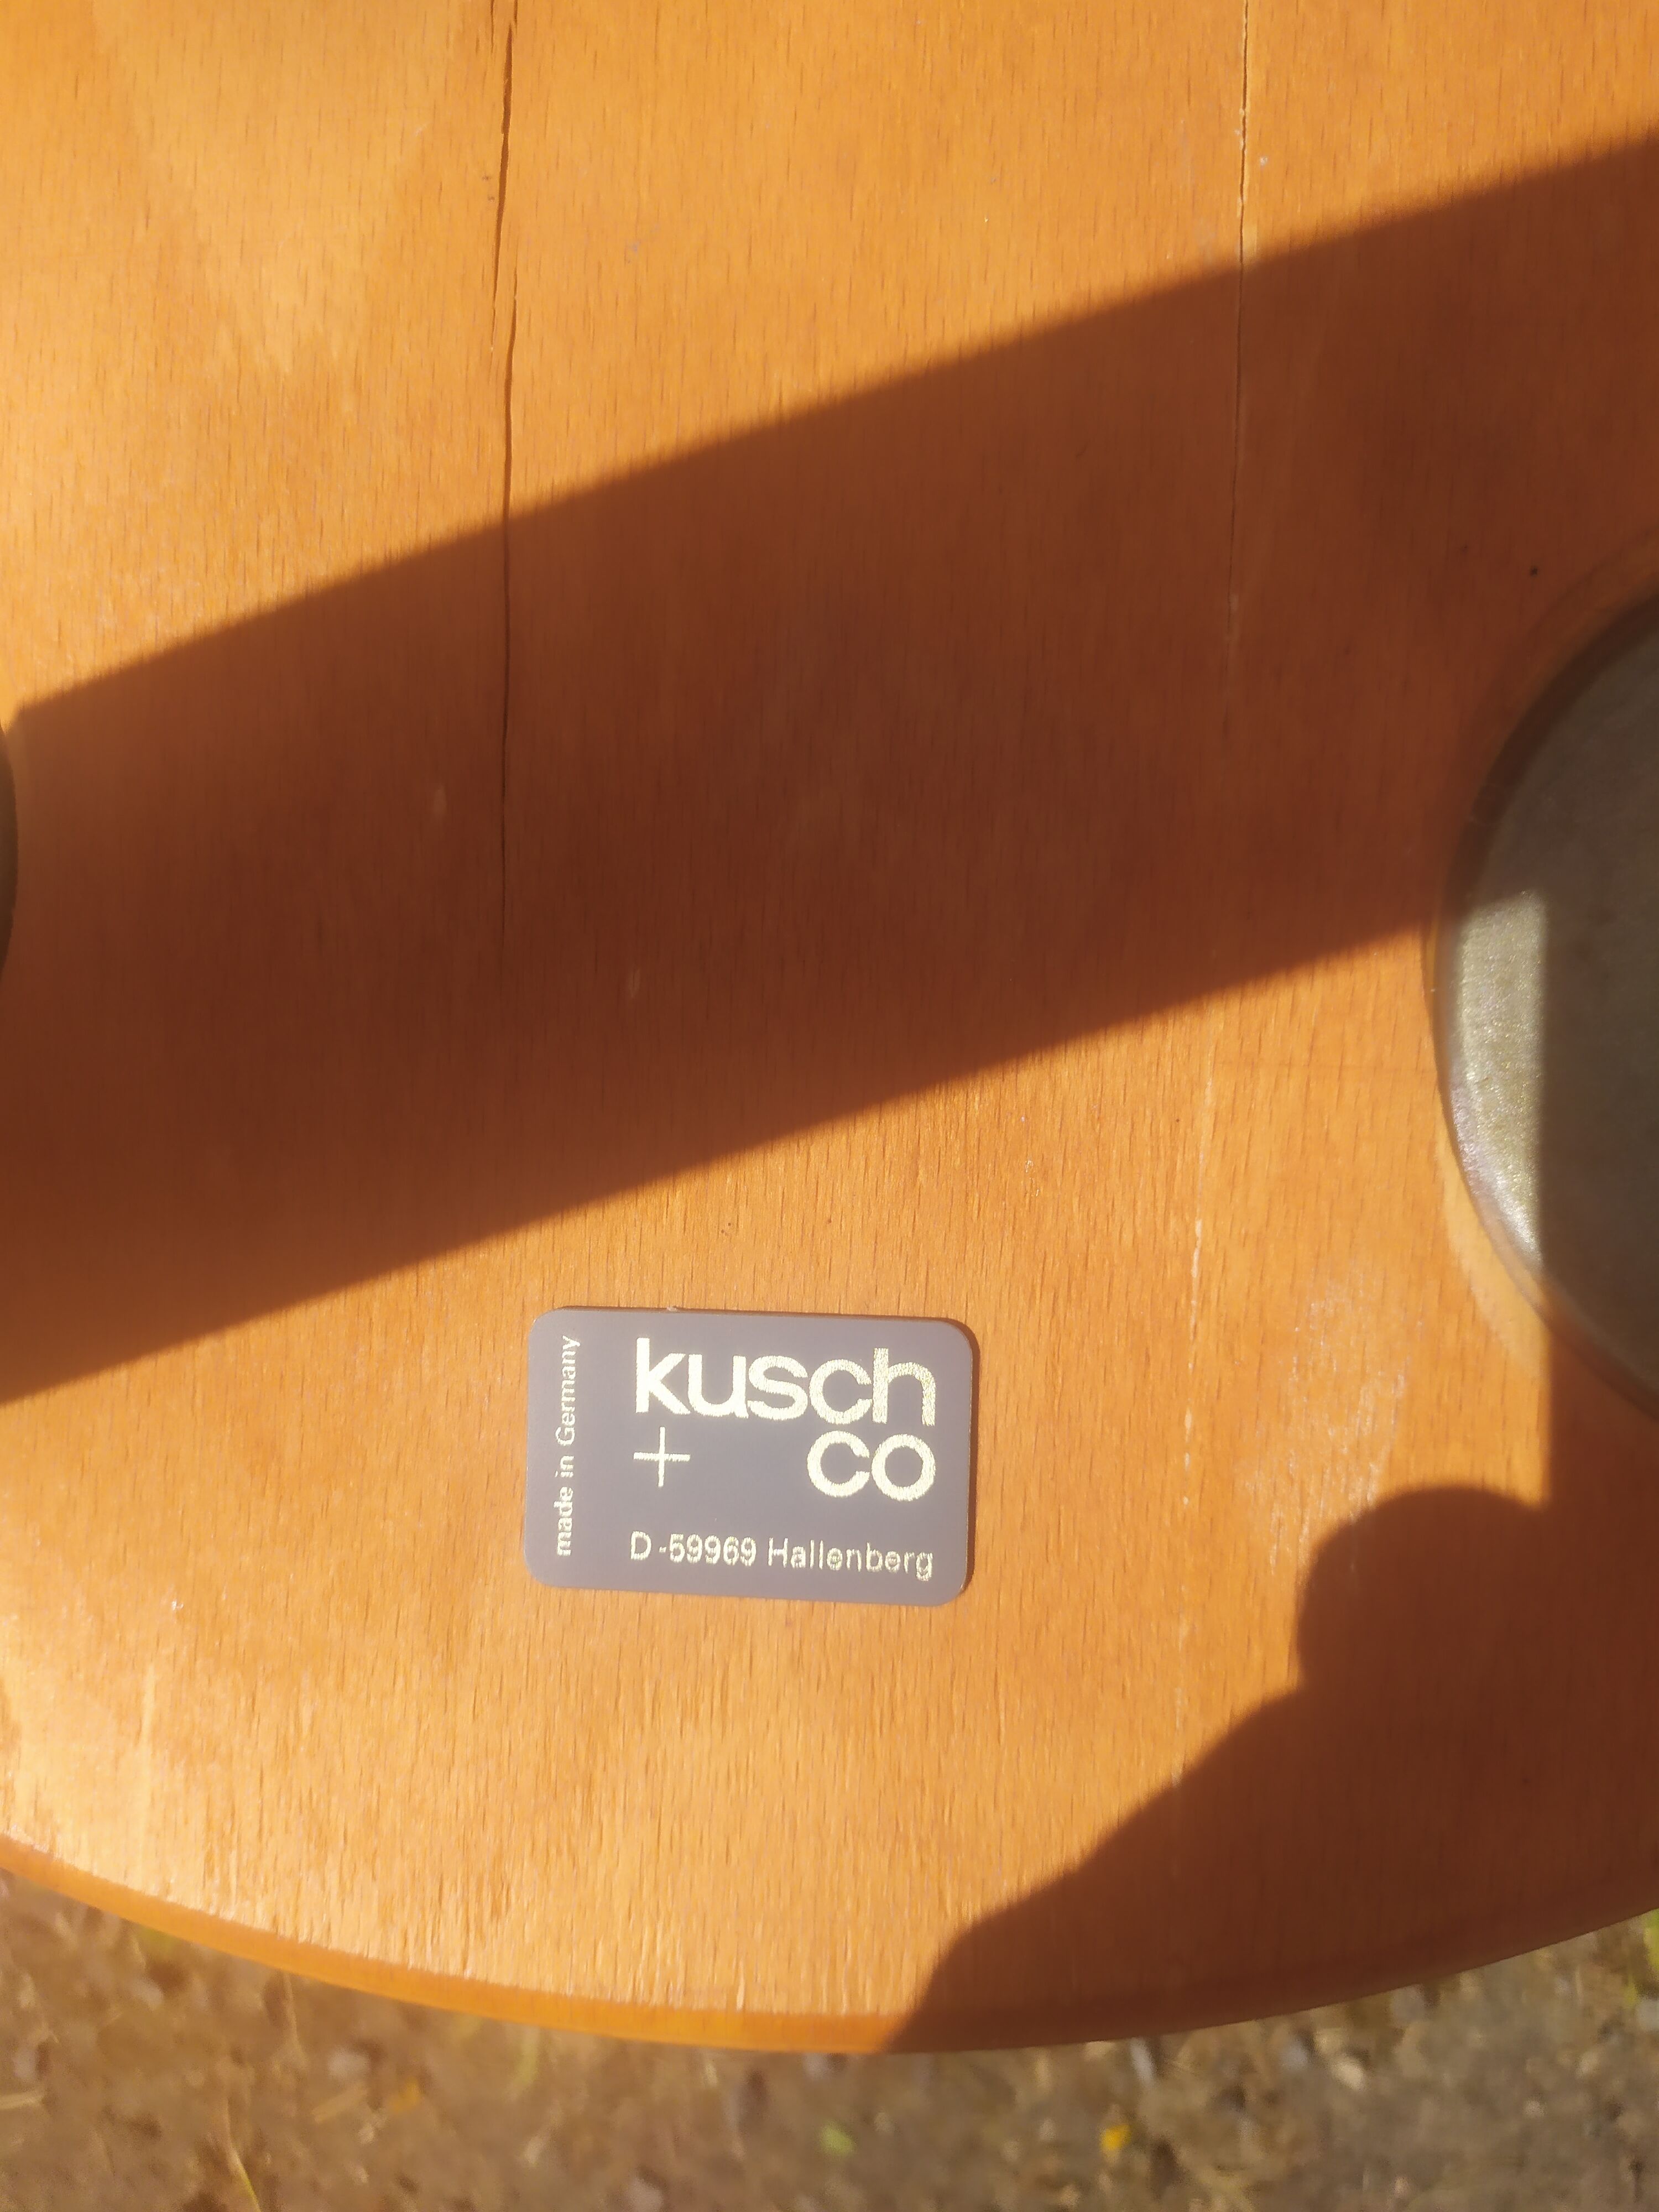 made in Germany
kusch
+ co
D-59969 Hallenberg